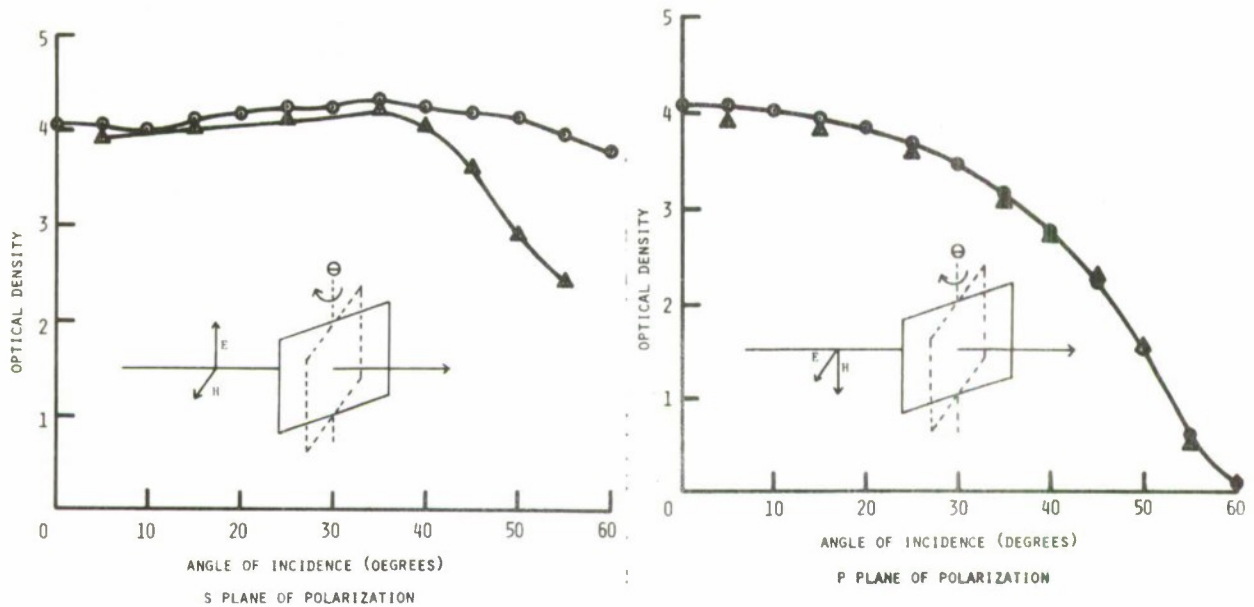 5
4
3
2
1
0
OPTICAL DENSITY
10 20 30 40 50 60
ANGLE OF INCIDENCE (OEGREES)
S PLANE OF POLARIZATION
Θ
E
H
5
4
3
2
1
0
OPTICAL DENSITY
10 20 30 40 50 60
ANGLE OF INCIDENCE (DEGREES)
P PLANE OF POLARIZATION
Θ
E
H